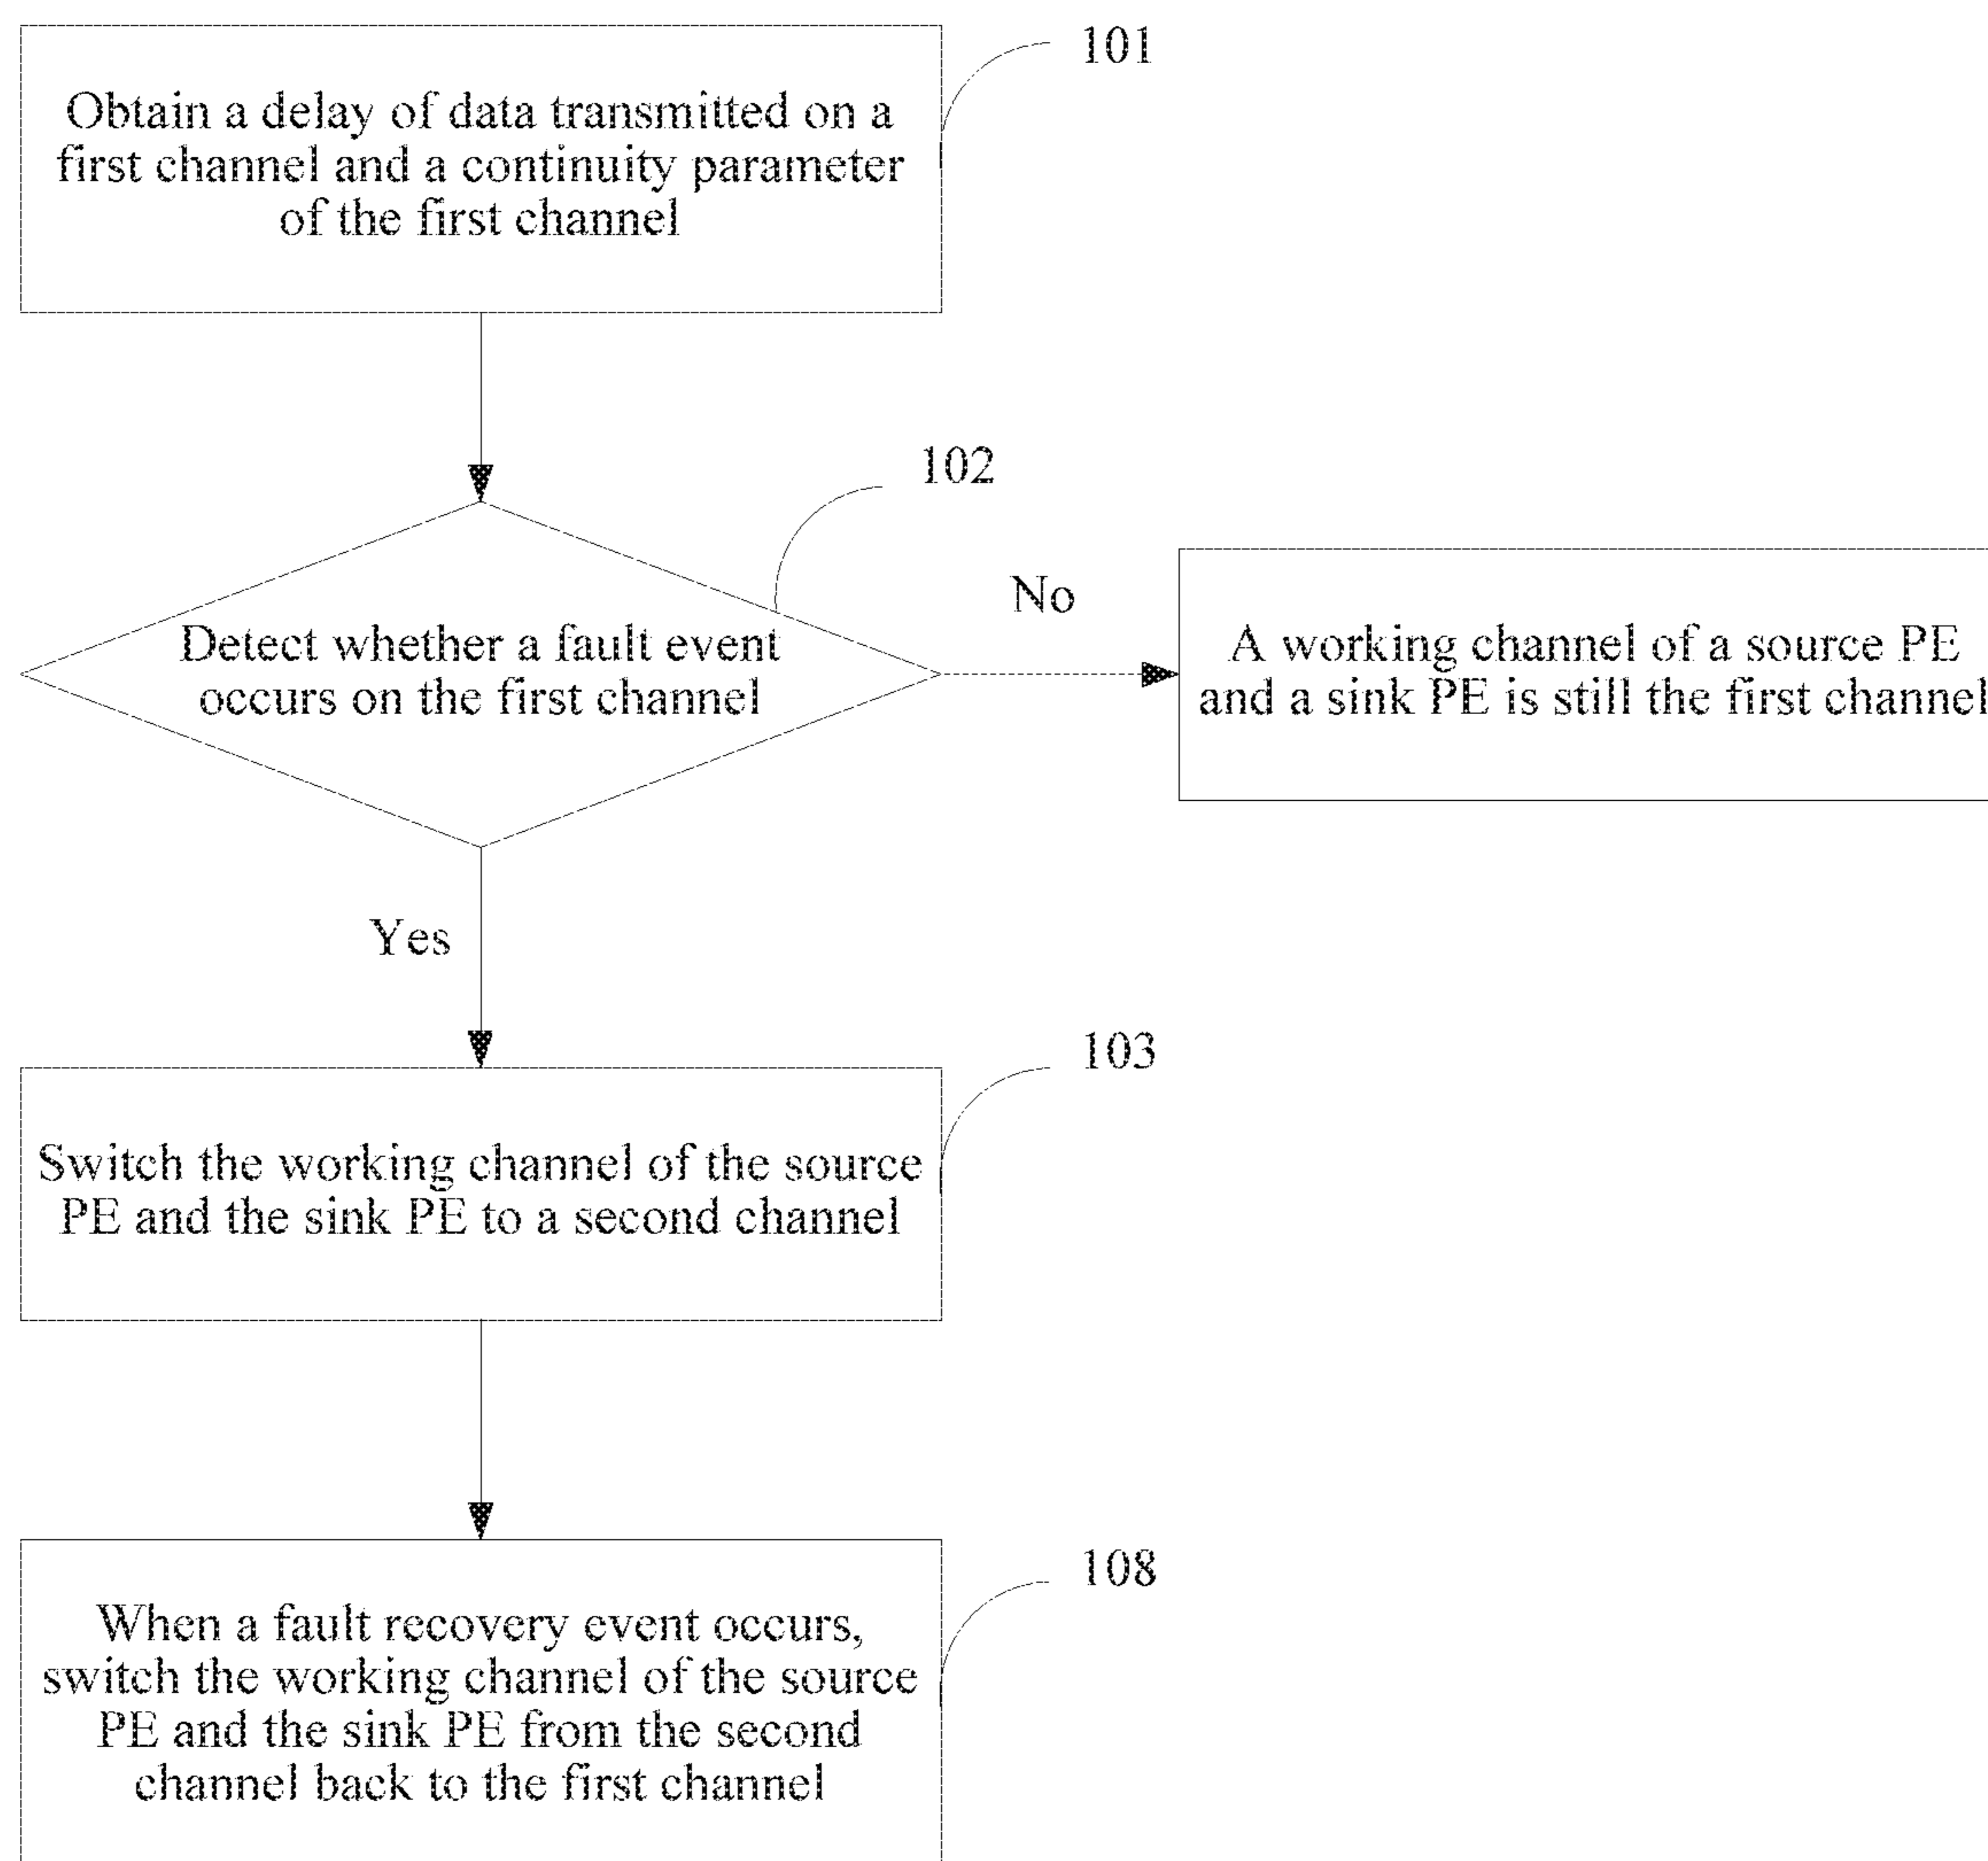 101
Obtain a delay of data transmitted on a
first channel and a continuity parameter
of the first channel
102
Detect whether a fault event
occurs on the first channel
No
A working channel of a source PE
and a sink PE is still the first channel
Yes
103
Switch the working channel of the source
PE and the sink PE to a second channel
108
When a fault recovery event occurs,
switch the working channel of the source
PE and the sink PE from the second
channel back to the first channel